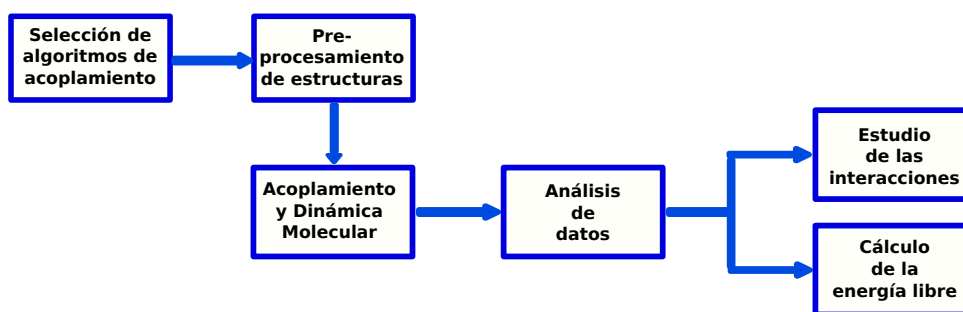 Selección de
algoritmos de
acoplamiento
Pre-
procesamiento
de estructuras
Acoplamiento
y Dinámica
Molecular
Análisis
de
datos
Estudio
de las
interacciones
Cálculo
de la
energía libre